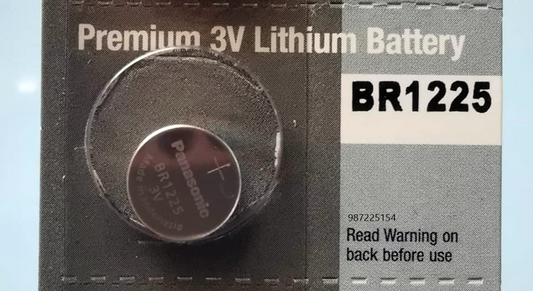 Premium 3V Lithium Battery
BR1225
Panasonic
BR1225
3V
987225154
Read Warning on
back before use